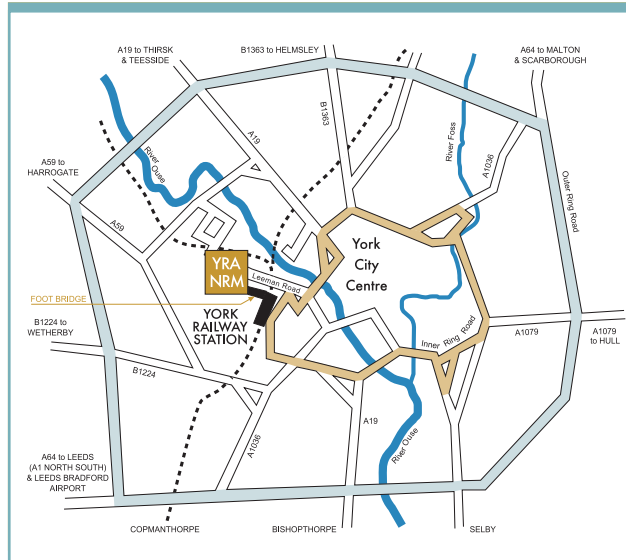 A19 to THIRSK
& TEESSIDE
B1363 to HELMSLEY
A64 to MALTON
& SCARBOROUGH
A19
B1363
River Foss
A1036
River Ouse
Outer Ring Road
A59 to
HARROGATE
A59
York
City
Centre
YRA
NRM
Leeman Road
FOOT BRIDGE
YORK
RAILWAY
STATION
B1224 to
WETHERBY
B1224
Inner Ring Road
A1079
A1079
to HULL
A19
A1036
River Ouse
A64 to LEEDS
(A1 NORTH SOUTH)
& LEEDS BRADFORD
AIRPORT
COPMANTHORPE
BISHOPTHORPE
SELBY